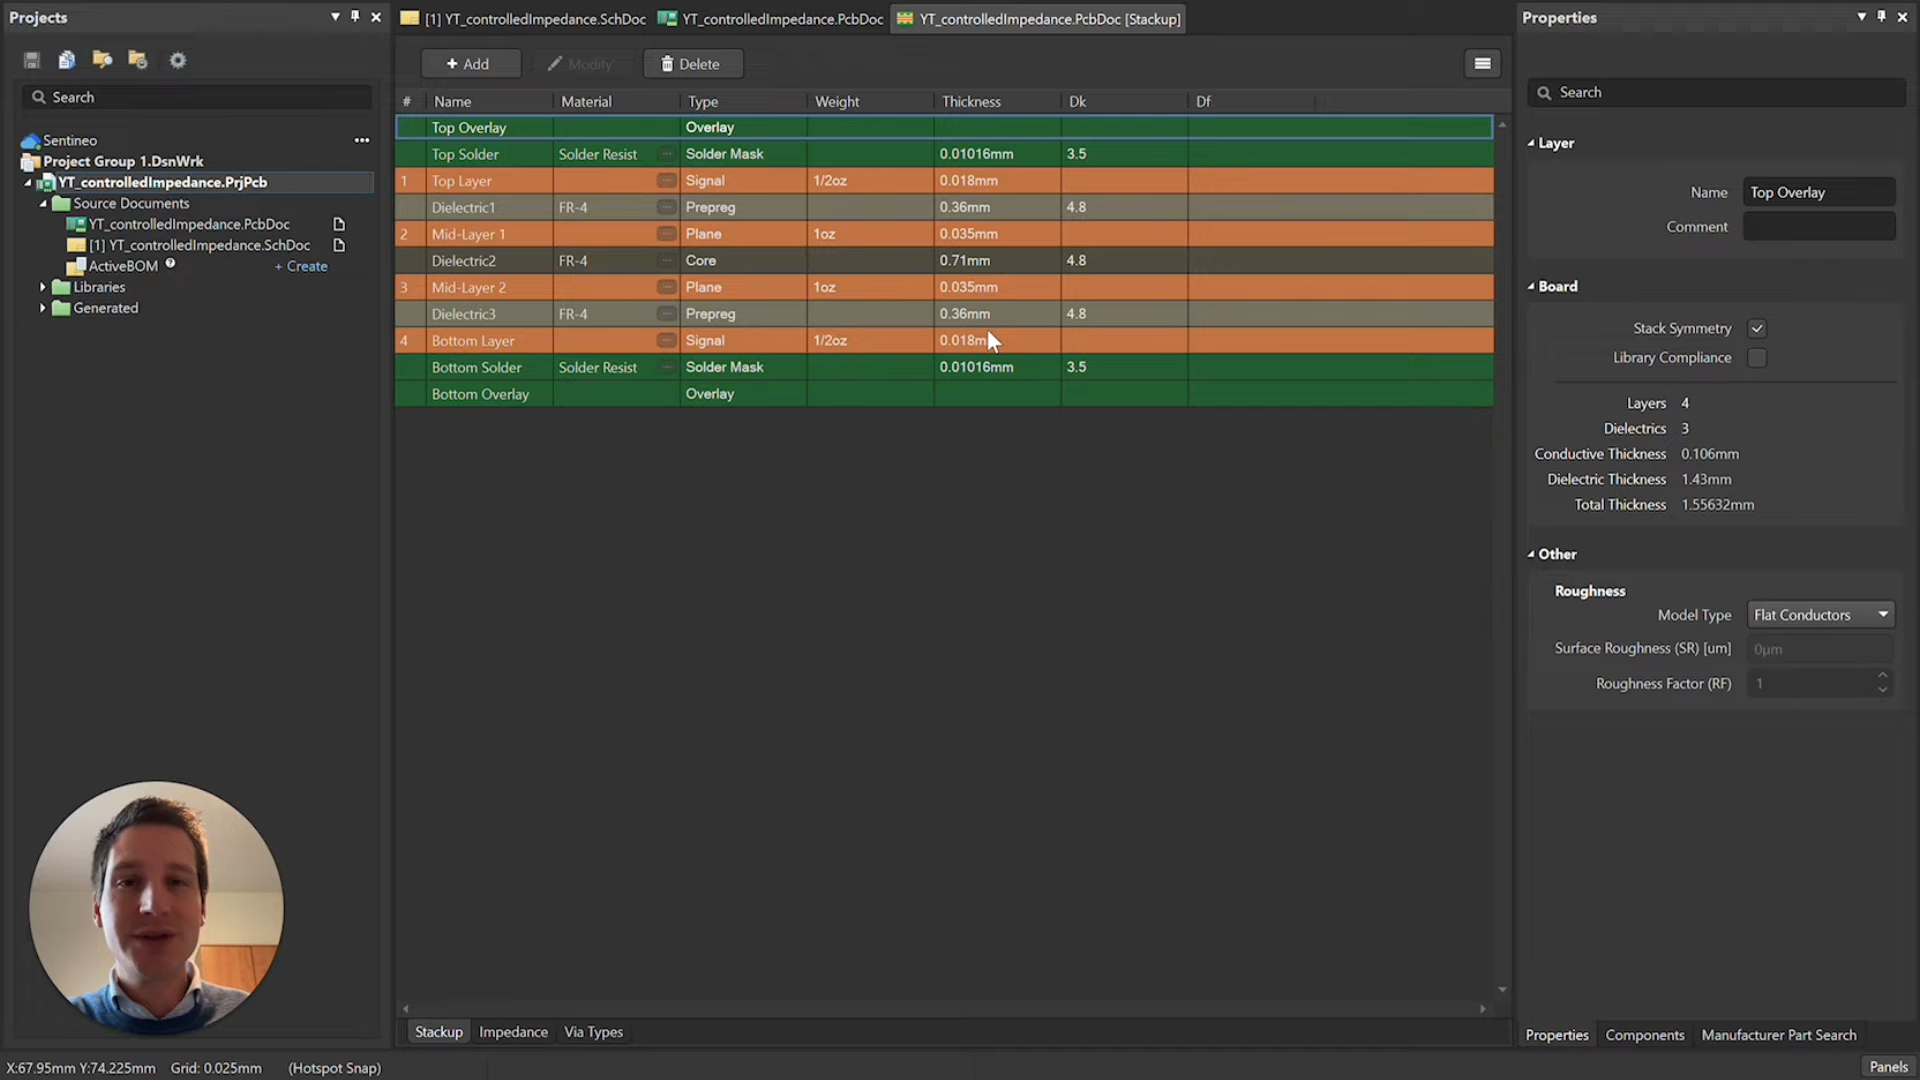 Projects
[1] YT_controlledImpedance.SchDoc YT_controlledImpedance.PcbDoc YT_controlledImpedance.PcbDoc [Stackup]
Properties
+ Add Modify Delete
Search
Search
# Name Material Type Weight Thickness Dk Df
Top Overlay Overlay
Top Solder Solder Resist ... Solder Mask 0.01016mm 3.5
1 Top Layer ... Signal 1/2oz 0.018mm
Dielectric1 FR-4 ... Prepreg 0.36mm 4.8
2 Mid-Layer 1 ... Plane 1oz 0.035mm
Dielectric2 FR-4 ... Core 0.71mm 4.8
3 Mid-Layer 2 ... Plane 1oz 0.035mm
Dielectric3 FR-4 ... Prepreg 0.36mm 4.8
4 Bottom Layer ... Signal 1/2oz 0.018m
Bottom Solder Solder Resist ... Solder Mask 0.01016mm 3.5
Bottom Overlay Overlay
Sentineo ...
Project Group 1.DsnWrk
YT_controlledImpedance.PrjPcb
Source Documents
YT_controlledImpedance.PcbDoc
[1] YT_controlledImpedance.SchDoc
ActiveBOM ? + Create
Libraries
Generated
Layer
Name Top Overlay
Comment
Board
Stack Symmetry
Library Compliance
Layers 4
Dielectrics 3
Conductive Thickness 0.106mm
Dielectric Thickness 1.43mm
Total Thickness 1.55632mm
Other
Roughness
Model Type Flat Conductors
Surface Roughness (SR) [um] 0µm
Roughness Factor (RF) 1
Stackup Impedance Via Types
Properties Components Manufacturer Part Search
X:67.95mm Y:74.225mm Grid: 0.025mm (Hotspot Snap)
Panels